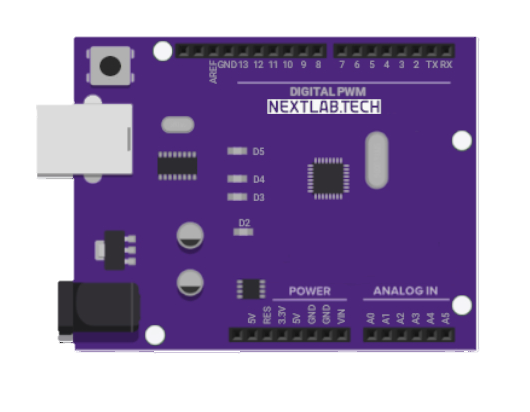 AREF GND 13 12 11 10 9 8 7 6 5 4 3 2 TX RX
DIGITAL PWM
NEXTLAB.TECH
D5
D4
D3
D2
POWER
ANALOG IN
5V RES 3.3V 5V GND GND VIN A0 A1 A2 A3 A4 A5